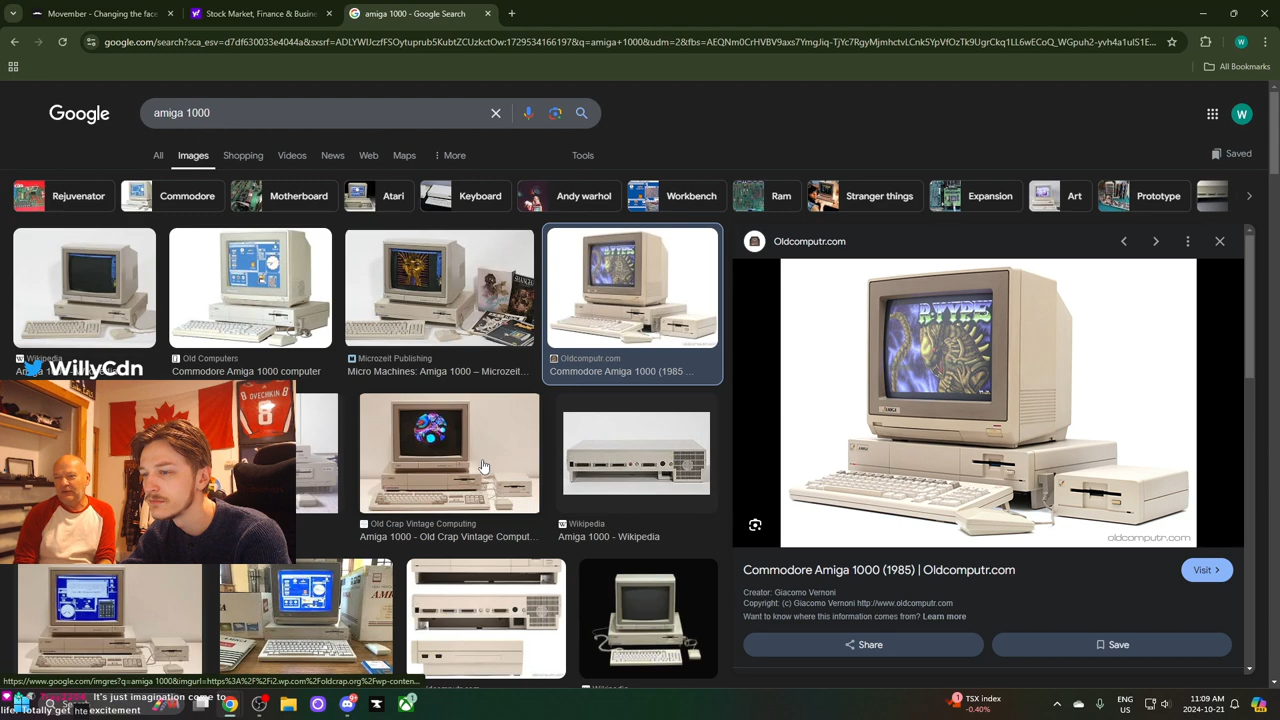 Movember - Changing the face
Stock Market, Finance & Busine
amiga 1000 - Google Search
google.com/search?sca_esv=d7df630033e4044a&sxsrf=ADLYWUczfFSOytuprub5KubtZCUzkctOw:1729534166197&q=amiga+1000&udm=2&fbs=AEQNm0CrHVBV9axs7YmgJiq-TjYc7RgyMjmhctvLCnk5YpVfOzTk9UgrCkq1LL6wECoQ_WGpuh2-yvh4a1ulS1E...
All Bookmarks
Google
amiga 1000
All
Images
Shopping
Videos
News
Web
Maps
More
Tools
Saved
Rejuvenator
Commodore
Motherboard
Atari
Keyboard
Andy warhol
Workbench
Ram
Stranger things
Expansion
Art
Prototype
Oldcomputr.com
R-TYPE
AMIGA
oldcomputr.com
Wikipedia
Old Computers
Commodore Amiga 1000 computer
Microzeit Publishing
Micro Machines: Amiga 1000 – Microzeit...
Oldcomputr.com
Commodore Amiga 1000 (1985 ...
WillyCdn
OVECHKIN
8
Old Crap Vintage Computing
Amiga 1000 - Old Crap Vintage Comput...
Wikipedia
Amiga 1000 - Wikipedia
Commodore Amiga 1000 (1985) | Oldcomputr.com
Visit
Creator: Giacomo Vernoni
Copyright: (c) Giacomo Vernoni http://www.oldcomputr.com
Want to know where this information comes from? Learn more
Share
Save
https://www.google.com/imgres?q=amiga 1000&imgurl=https%3A%2F%2Fi2.wp.com%2Foldcrap.org%2Fwp-conten...
It's just imagination come to
life, Totally get hte excitement
TSX index
-0.40%
ENG
US
11:09 AM
2024-10-21